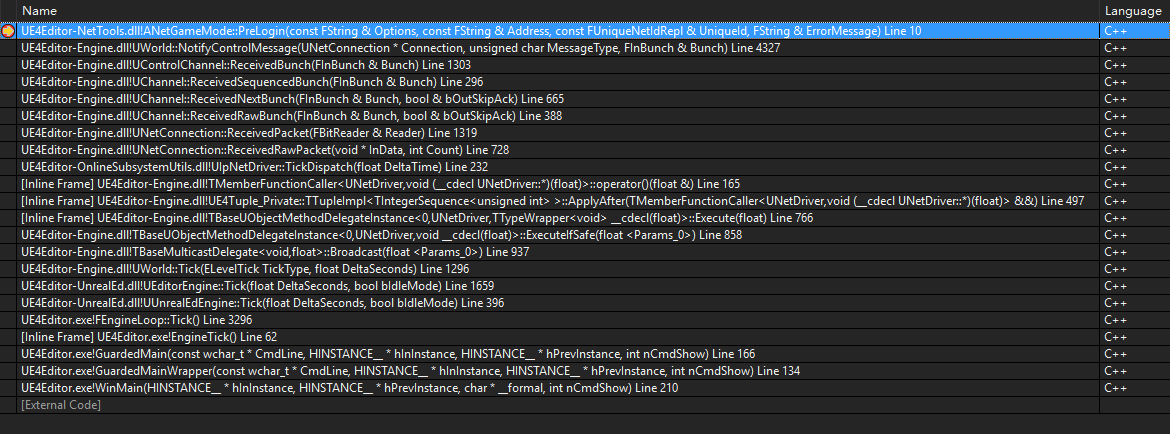 Name Language
UE4Editor-NetTools.dll!ANetGameMode::PreLogin(const FString & Options, const FString & Address, const FUniqueNetIdRepl & UniqueId, FString & ErrorMessage) Line 10 C++
UE4Editor-Engine.dll!UWorld::NotifyControlMessage(UNetConnection * Connection, unsigned char MessageType, FInBunch & Bunch) Line 4327 C++
UE4Editor-Engine.dll!UControlChannel::ReceivedBunch(FInBunch & Bunch) Line 1303 C++
UE4Editor-Engine.dll!UChannel::ReceivedSequencedBunch(FInBunch & Bunch) Line 296 C++
UE4Editor-Engine.dll!UChannel::ReceivedNextBunch(FInBunch & Bunch, bool & bOutSkipAck) Line 665 C++
UE4Editor-Engine.dll!UChannel::ReceivedRawBunch(FInBunch & Bunch, bool & bOutSkipAck) Line 388 C++
UE4Editor-Engine.dll!UNetConnection::ReceivedPacket(FBitReader & Reader) Line 1319 C++
UE4Editor-Engine.dll!UNetConnection::ReceivedRawPacket(void * InData, int Count) Line 728 C++
UE4Editor-OnlineSubsystemUtils.dll!UIpNetDriver::TickDispatch(float DeltaTime) Line 232 C++
[Inline Frame] UE4Editor-Engine.dll!TMemberFunctionCaller<UNetDriver,void (__cdecl UNetDriver::*)(float)>::operator()(float &) Line 165 C++
[Inline Frame] UE4Editor-Engine.dll!UE4Tuple_Private::TTupleImpl<TIntegerSequence<unsigned int> >::ApplyAfter(TMemberFunctionCaller<UNetDriver,void (__cdecl UNetDriver::*)(float)> &&) Line 497 C++
[Inline Frame] UE4Editor-Engine.dll!TBaseUObjectMethodDelegateInstance<0,UNetDriver,TTypeWrapper<void> __cdecl(float)>::Execute(float) Line 766 C++
UE4Editor-Engine.dll!TBaseUObjectMethodDelegateInstance<0,UNetDriver,void __cdecl(float)>::ExecuteIfSafe(float <Params_0>) Line 858 C++
UE4Editor-Engine.dll!TBaseMulticastDelegate<void,float>::Broadcast(float <Params_0>) Line 937 C++
UE4Editor-Engine.dll!UWorld::Tick(ELevelTick TickType, float DeltaSeconds) Line 1296 C++
UE4Editor-UnrealEd.dll!UEditorEngine::Tick(float DeltaSeconds, bool bIdleMode) Line 1659 C++
UE4Editor-UnrealEd.dll!UUnrealEdEngine::Tick(float DeltaSeconds, bool bIdleMode) Line 396 C++
UE4Editor.exe!FEngineLoop::Tick() Line 3296 C++
[Inline Frame] UE4Editor.exe!EngineTick() Line 62 C++
UE4Editor.exe!GuardedMain(const wchar_t * CmdLine, HINSTANCE__ * hInInstance, HINSTANCE__ * hPrevInstance, int nCmdShow) Line 166 C++
UE4Editor.exe!GuardedMainWrapper(const wchar_t * CmdLine, HINSTANCE__ * hInInstance, HINSTANCE__ * hPrevInstance, int nCmdShow) Line 134 C++
UE4Editor.exe!WinMain(HINSTANCE__ * hInInstance, HINSTANCE__ * hPrevInstance, char * __formal, int nCmdShow) Line 210 C++
[External Code]